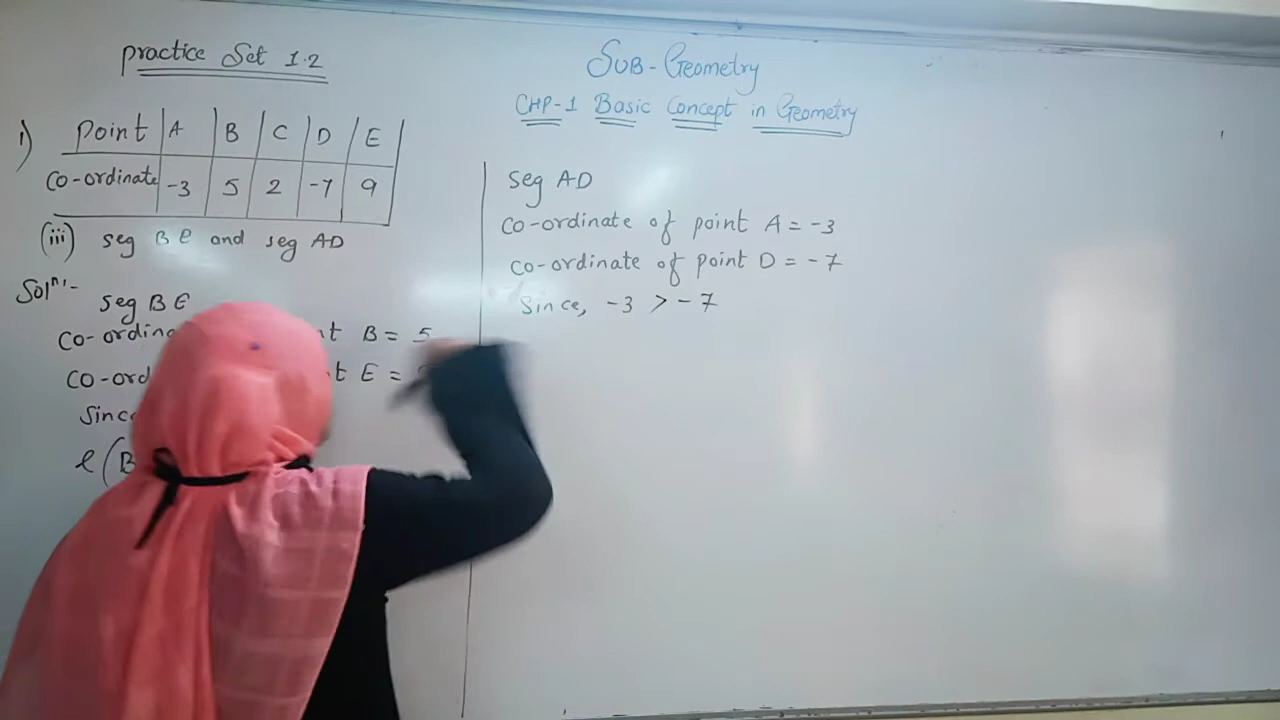 practice Set 1.2
SUB-Geometry
CHP-1 Basic Concept in Geometry
i) Point A B C D E
Co-ordinate -3 5 2 -7 9
(iii) seg BE and seg AD
Solⁿ:-
seg BE
Co-ordina t B = 5
Co-ord t E =
Since
l(B
seg AD
Co-ordinate of point A = -3
Co-ordinate of point D = -7
Since, -3 > -7